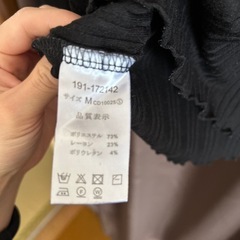 191-172142
サイズ M CD10023①
品質表示
ポリエステル 73%
レーヨン 23%
ポリウレタン 4%